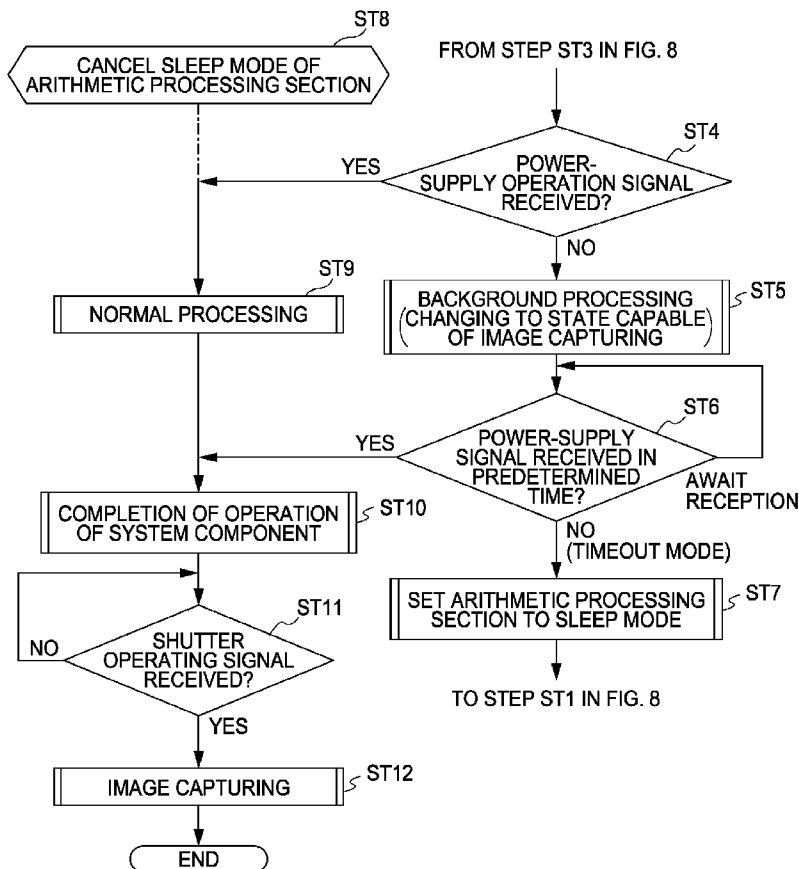 ST8
CANCEL SLEEP MODE OF
ARITHMETIC PROCESSING SECTION
FROM STEP ST3 IN FIG. 8
ST4
YES
POWER-
SUPPLY OPERATION SIGNAL
RECEIVED?
NO
ST9
NORMAL PROCESSING
ST5
BACKGROUND PROCESSING
(CHANGING TO STATE CAPABLE
OF IMAGE CAPTURING)
ST6
YES
POWER-SUPPLY
SIGNAL RECEIVED IN
PREDETERMINED
TIME?
AWAIT
RECEPTION
NO
(TIMEOUT MODE)
ST10
COMPLETION OF OPERATION
OF SYSTEM COMPONENT
ST7
SET ARITHMETIC PROCESSING
SECTION TO SLEEP MODE
TO STEP ST1 IN FIG. 8
ST11
NO
SHUTTER
OPERATING SIGNAL
RECEIVED?
YES
ST12
IMAGE CAPTURING
END